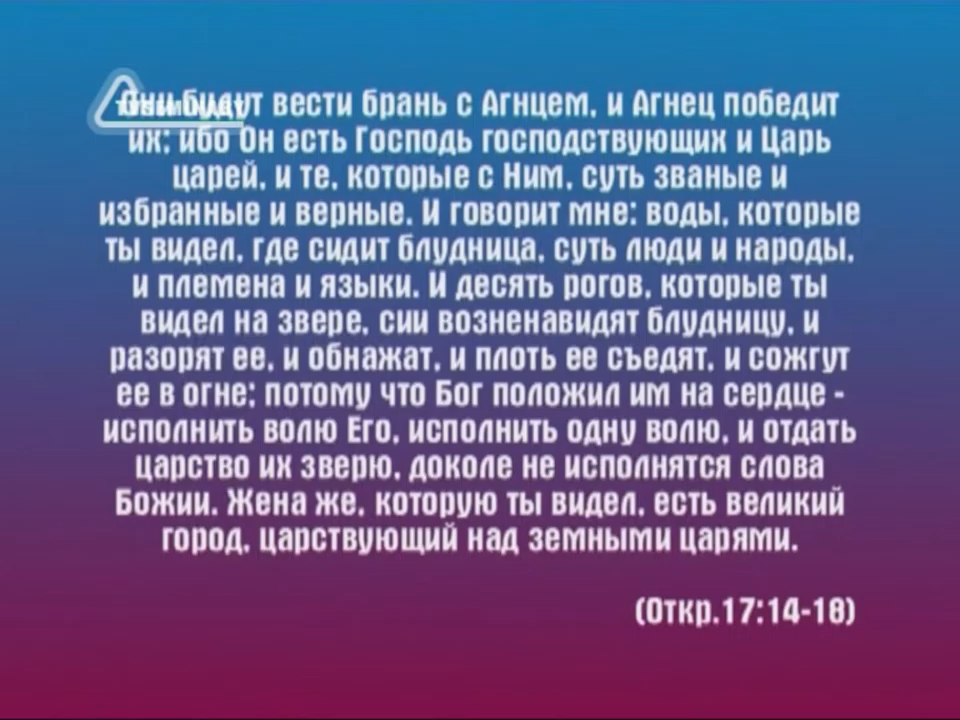 Они будут вести брань с Агнцем, и Агнец победит
их; ибо Он есть Господь господствующих и Царь
царей, и те, которые с Ним, суть званые и
избранные и верные. И говорит мне: воды, которые
ты видел, где сидит блудница, суть люди и народы,
и племена и языки. И десять рогов, которые ты
видел на звере, сии возненавидят блудницу, и
разорят ее, и обнажат, и плоть ее съедят, и сожгут
ее в огне; потому что Бог положил им на сердце -
исполнить волю Его, исполнить одну волю, и отдать
царство их зверю, доколе не исполнятся слова
Божии. Жена же, которую ты видел, есть великий
город, царствующий над земными царями.
(Откр.17:14-18)